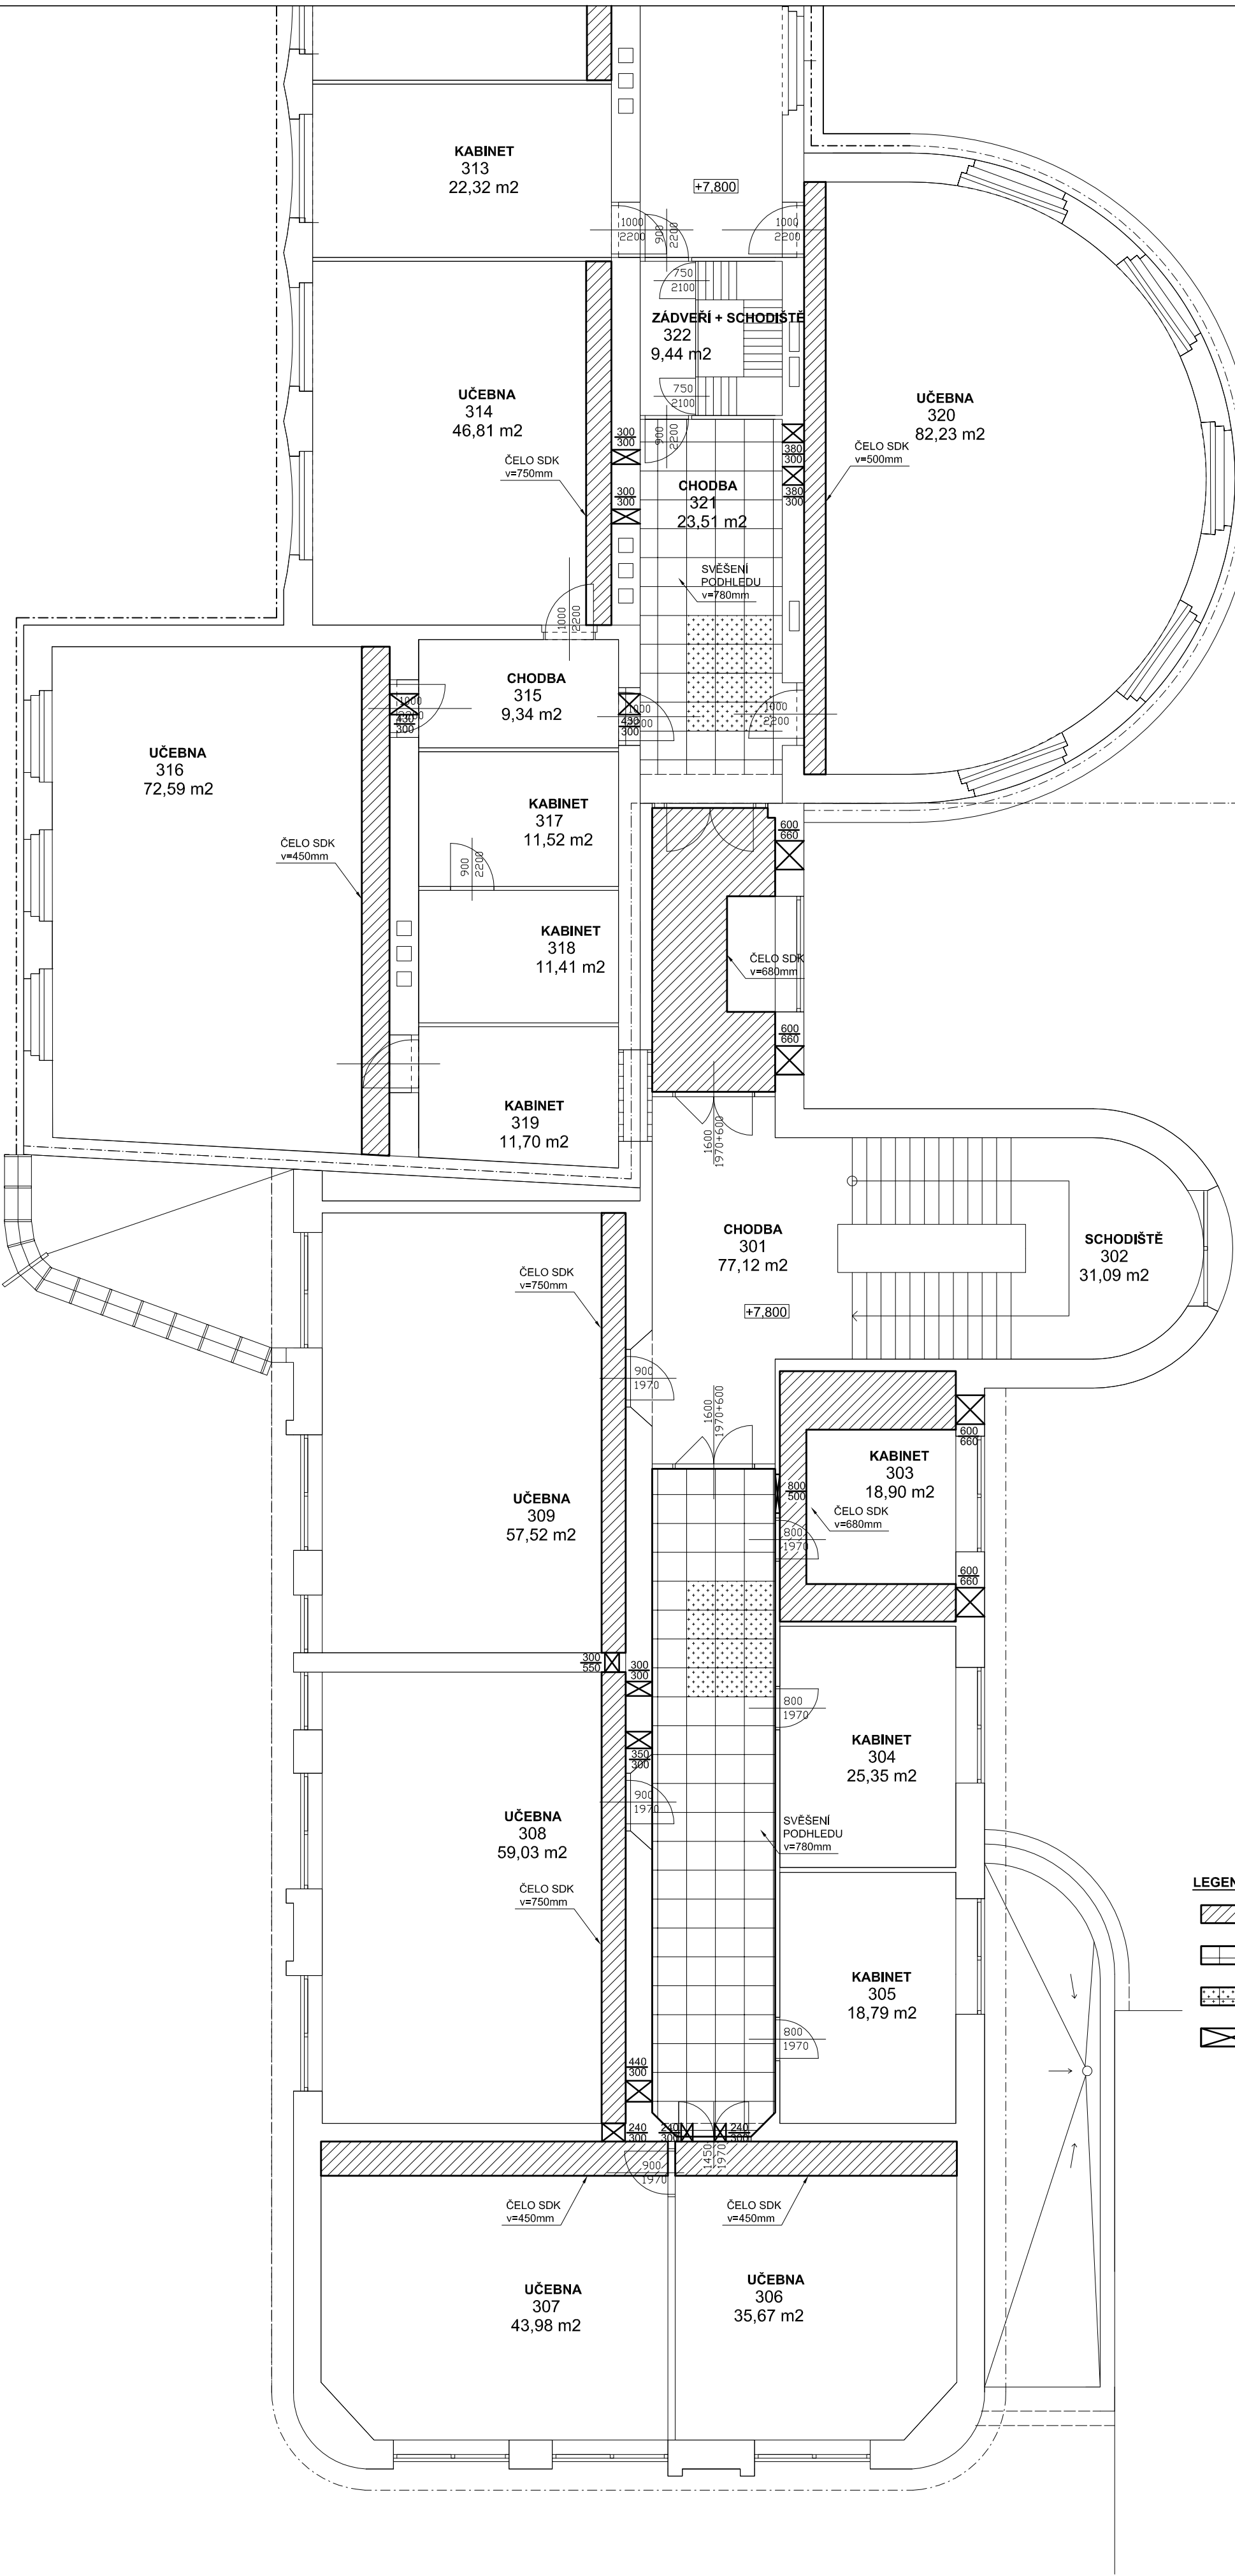 KABINET
313
22,32 m2
+7,800
1000
2200
900
2200
1000
2200
750
2100
ZÁDVEŘÍ + SCHODIŠTĚ
322
9,44 m2
750
2100
UČEBNA
314
46,81 m2
UČEBNA
320
82,23 m2
300
300
900
2200
380
300
ČELO SDK
v=750mm
ČELO SDK
v=500mm
300
300
CHODBA
321
23,51 m2
380
300
SVĚŠENÍ
PODHLEDU
v=780mm
1000
2200
CHODBA
315
9,34 m2
1000
2200
430
300
1000
2200
430
300
1000
2200
UČEBNA
316
72,59 m2
KABINET
317
11,52 m2
ČELO SDK
v=450mm
900
2200
600
660
KABINET
318
11,41 m2
ČELO SDK
v=680mm
600
660
KABINET
319
11,70 m2
1600
1970+600
CHODBA
301
77,12 m2
SCHODIŠTĚ
302
31,09 m2
ČELO SDK
v=750mm
+7,800
900
1970
1600
1970+600
600
660
KABINET
303
18,90 m2
800
500
ČELO SDK
v=680mm
UČEBNA
309
57,52 m2
800
1970
600
660
300
550
300
300
800
1970
KABINET
304
25,35 m2
350
300
900
1970
UČEBNA
308
59,03 m2
SVĚŠENÍ
PODHLEDU
v=780mm
ČELO SDK
v=750mm
LEGEN
KABINET
305
18,79 m2
800
1970
440
300
240
300
240
300
240
300
1450
1970
900
1970
ČELO SDK
v=450mm
ČELO SDK
v=450mm
UČEBNA
307
43,98 m2
UČEBNA
306
35,67 m2